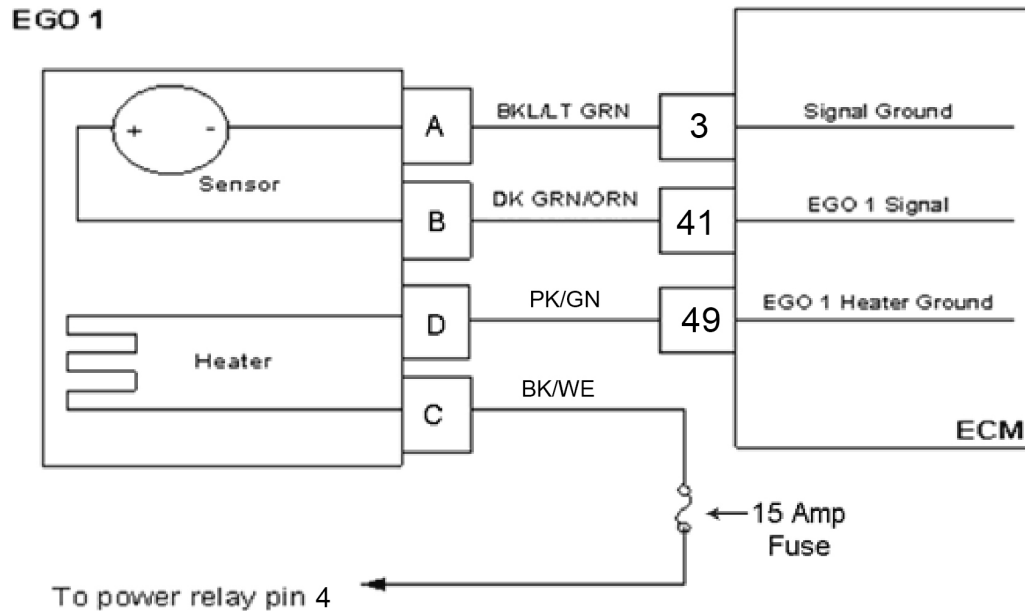 EGO 1
A BKL/LT GRN 3 Signal Ground
+ -
Sensor
B DK GRN/ORN 41 EGO 1 Signal
D PK/GN 49 EGO 1 Heater Ground
Heater
C BK/WE
ECM
15 Amp
Fuse
To power relay pin 4